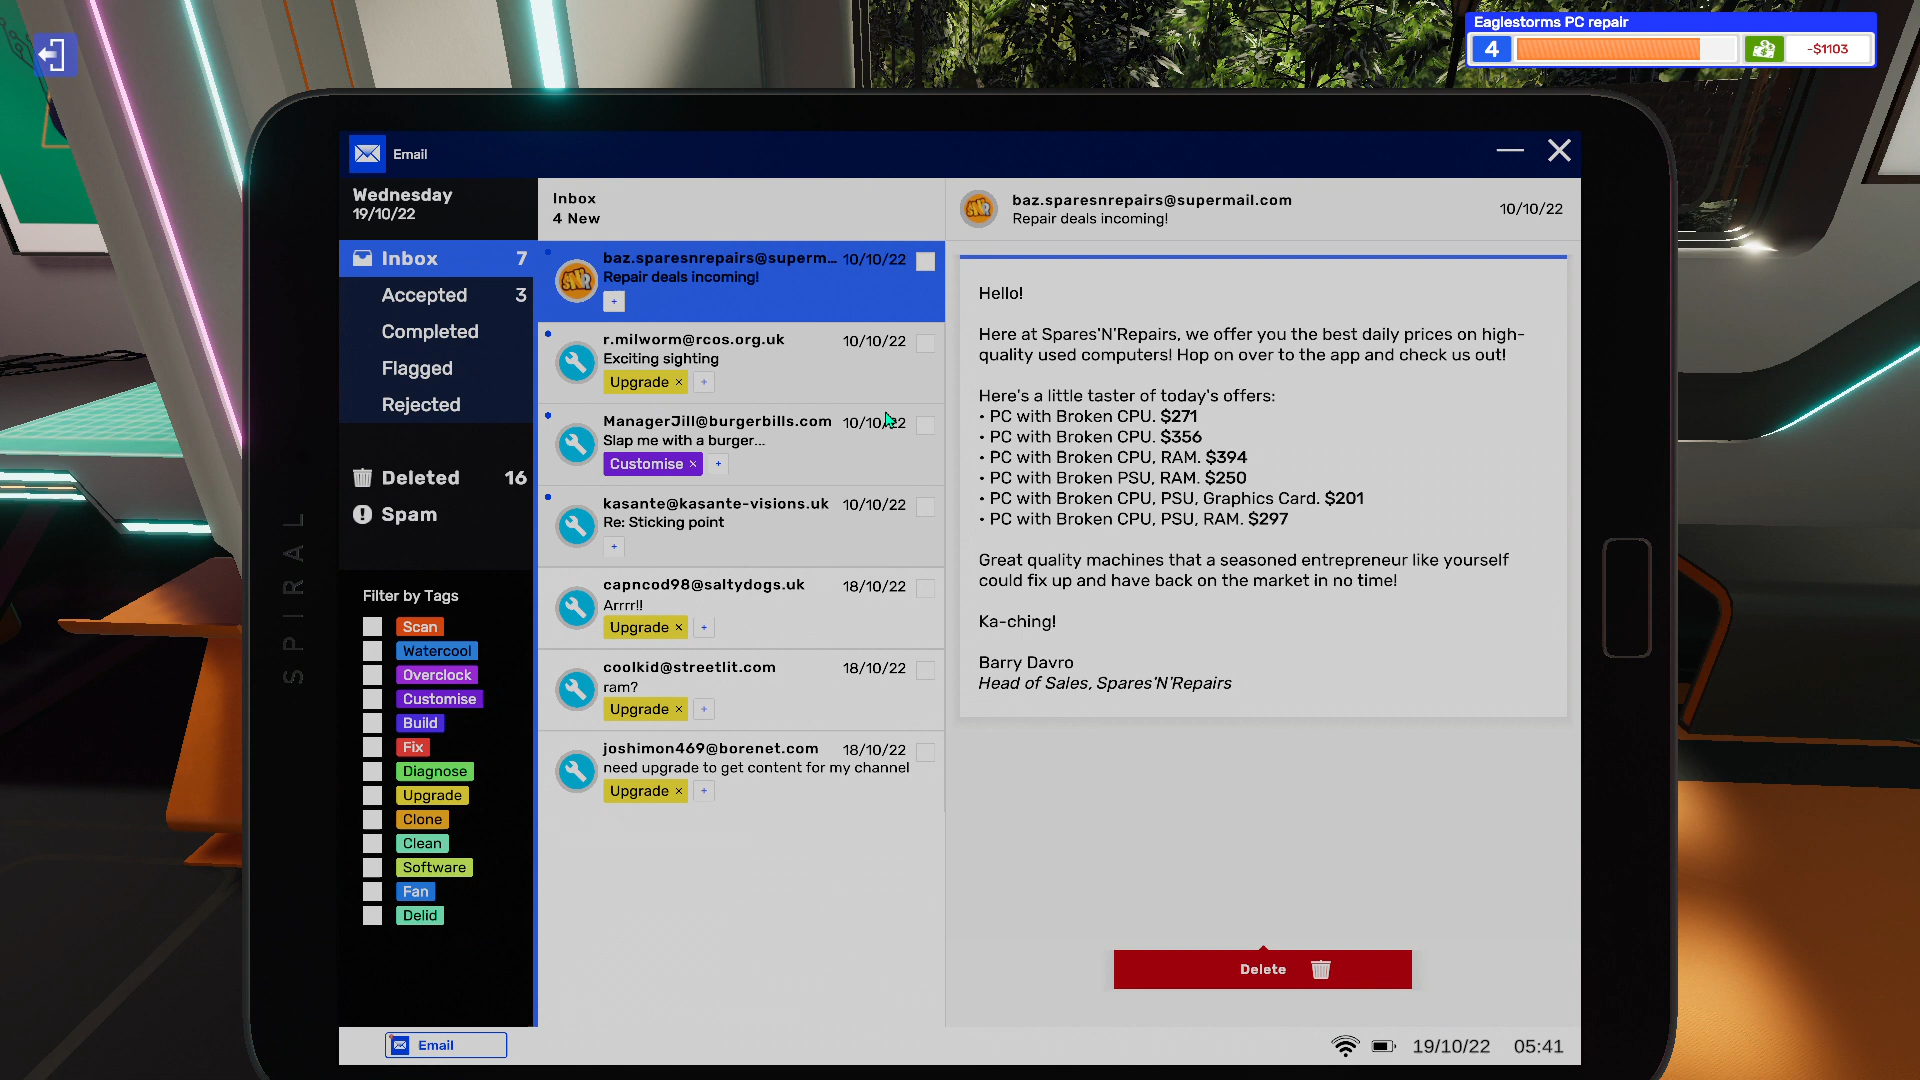 Eaglestorms PC repair
4
-$1103
Email
Wednesday
19/10/22
Inbox 7
Accepted 3
Completed
Flagged
Rejected
Deleted 16
Spam
Filter by Tags
Scan
Watercool
Overclock
Customise
Build
Fix
Diagnose
Upgrade
Clone
Clean
Software
Fan
Delid
Inbox
4 New
baz.sparesnrepairs@superm... 10/10/22
Repair deals incoming!
+
r.milworm@rcos.org.uk 10/10/22
Exciting sighting
Upgrade × +
ManagerJill@burgerbills.com 10/10/22
Slap me with a burger...
Customise × +
kasante@kasante-visions.uk 10/10/22
Re: Sticking point
+
capncod98@saltydogs.uk 18/10/22
Arrrr!!
Upgrade × +
coolkid@streetlit.com 18/10/22
ram?
Upgrade × +
joshimon469@borenet.com 18/10/22
need upgrade to get content for my channel
Upgrade × +
SNR
baz.sparesnrepairs@supermail.com 10/10/22
Repair deals incoming!
Hello!
Here at Spares'N'Repairs, we offer you the best daily prices on high-
quality used computers! Hop on over to the app and check us out!
Here's a little taster of today's offers:
• PC with Broken CPU. $271
• PC with Broken CPU. $356
• PC with Broken CPU, RAM. $394
• PC with Broken PSU, RAM. $250
• PC with Broken CPU, PSU, Graphics Card. $201
• PC with Broken CPU, PSU, RAM. $297
Great quality machines that a seasoned entrepreneur like yourself
could fix up and have back on the market in no time!
Ka-ching!
Barry Davro
Head of Sales, Spares'N'Repairs
Delete
SPIRAL
Email
19/10/22 05:41